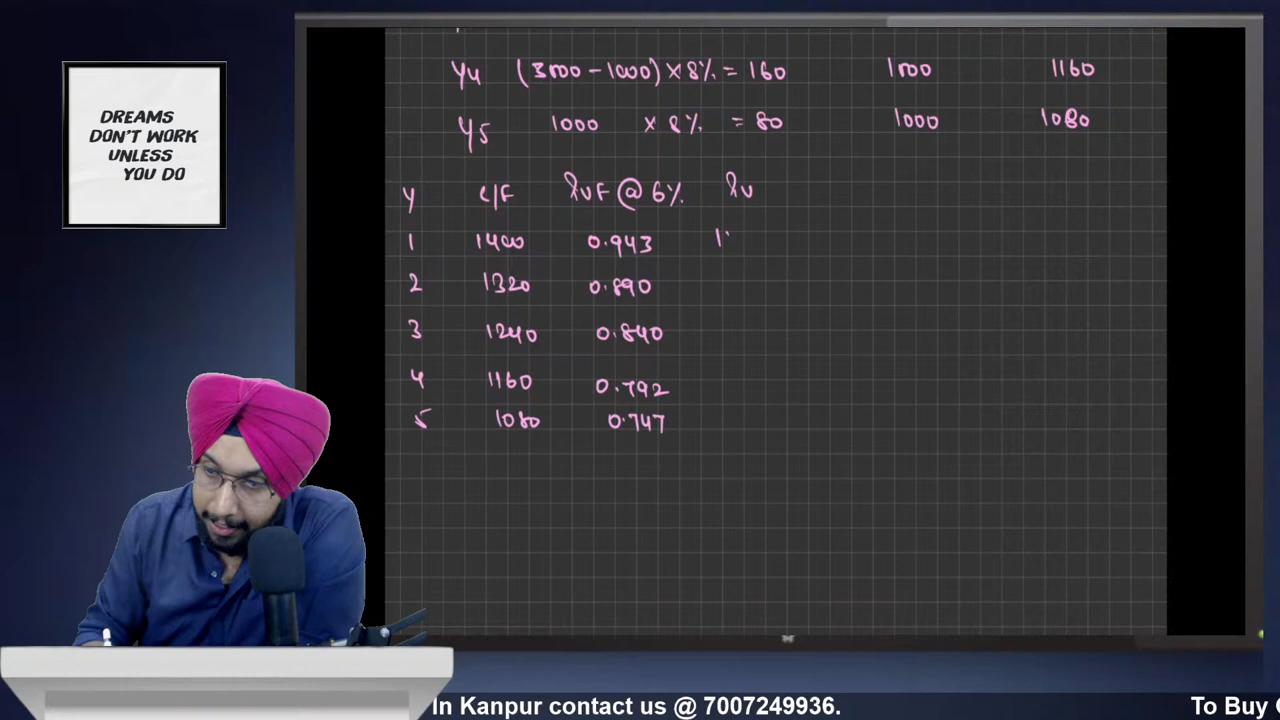 DREAMS
DON'T WORK
UNLESS
YOU DO
Y4 (3000 - 1000) × 8% = 160 1000 1160
Y5 1000 × 8% = 80 1000 1080
Y C/F PVF @ 6% PV
1 1400 0.943 1
2 1320 0.890
3 1240 0.840
4 1160 0.792
5 1080 0.747
In Kanpur contact us @ 7007249936. To Buy